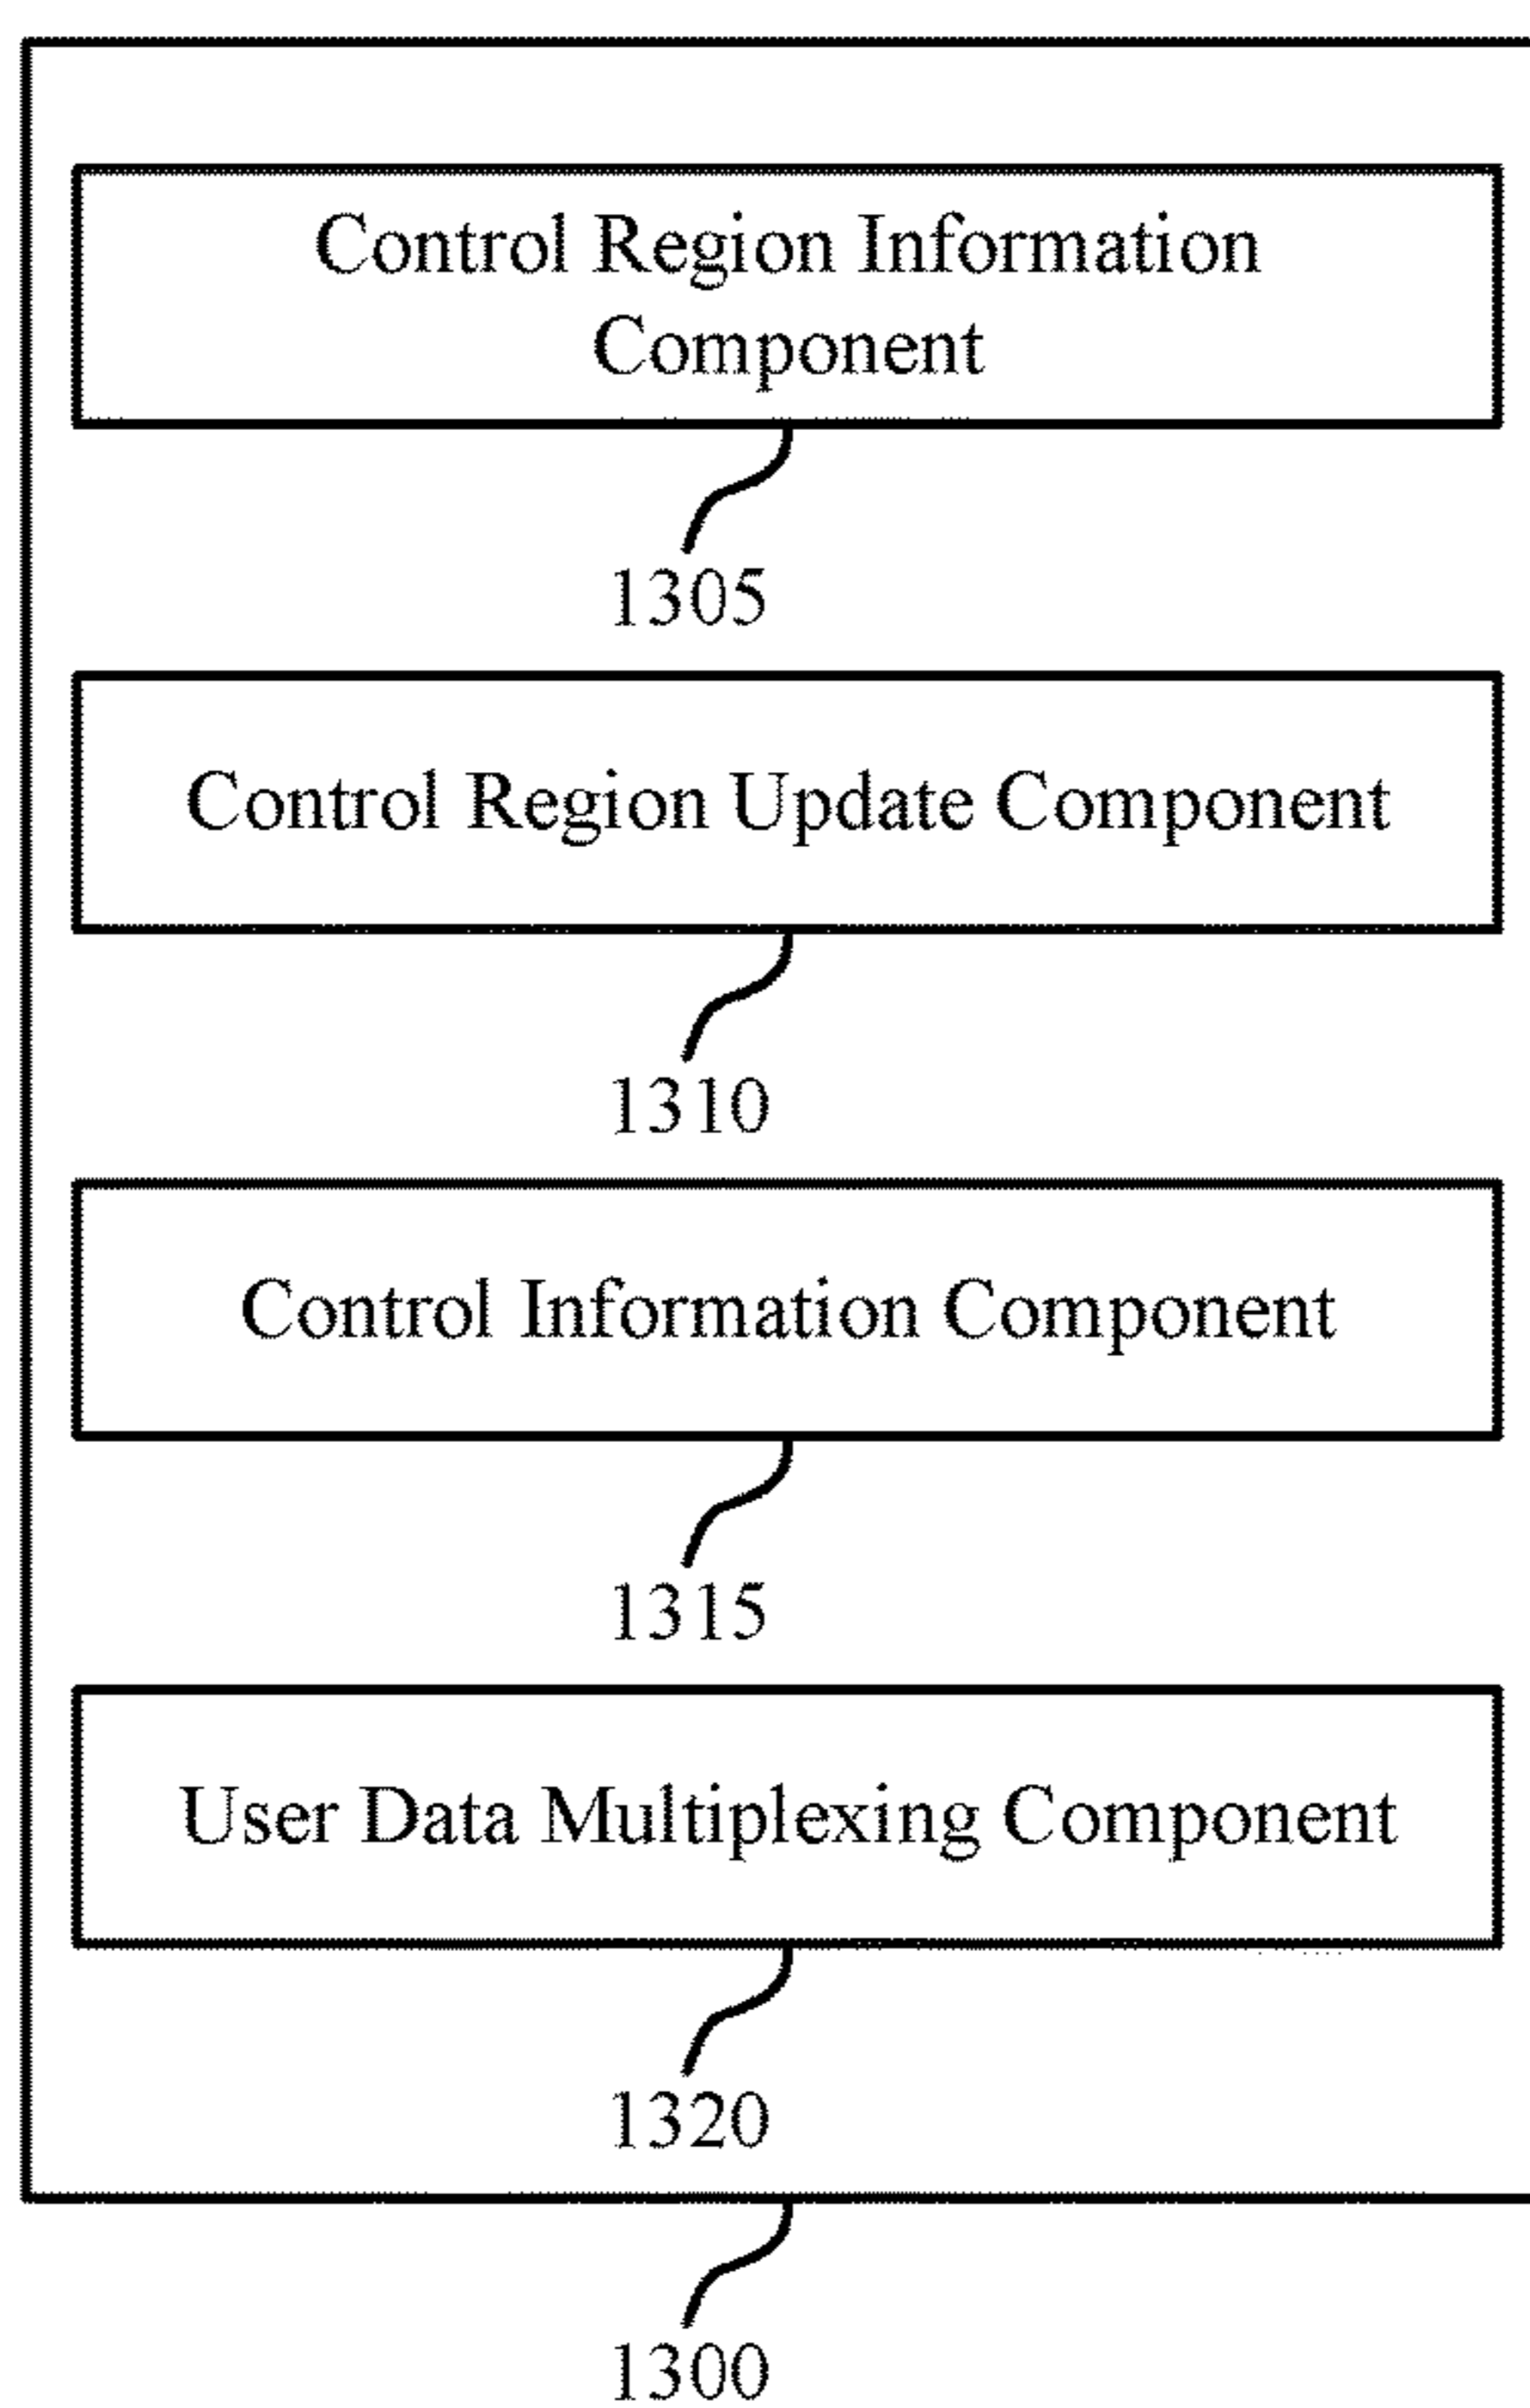 Control Region Information
Component
1305
Control Region Update Component
1310
Control Information Component
1315
User Data Multiplexing Component
1320
1300